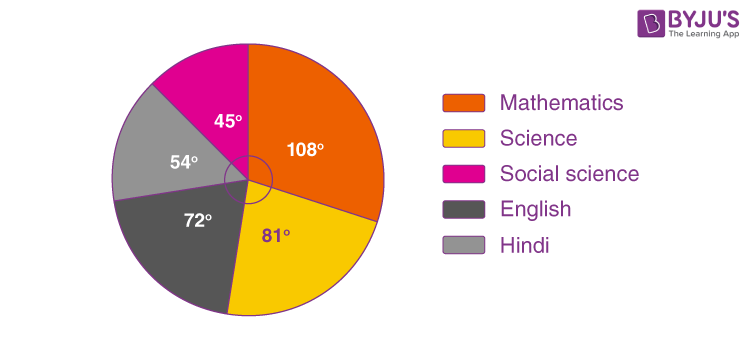 BYJU'S
The Learning App
45°
108°
54°
72°
81°
Mathematics
Science
Social science
English
Hindi